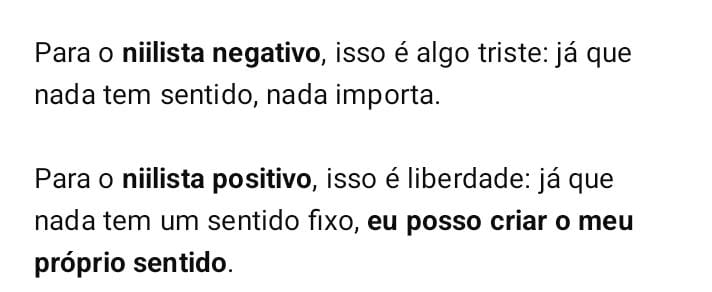 Para o niilista negativo, isso é algo triste: já que
nada tem sentido, nada importa.
Para o niilista positivo, isso é liberdade: já que
nada tem um sentido fixo, eu posso criar o meu
próprio sentido.